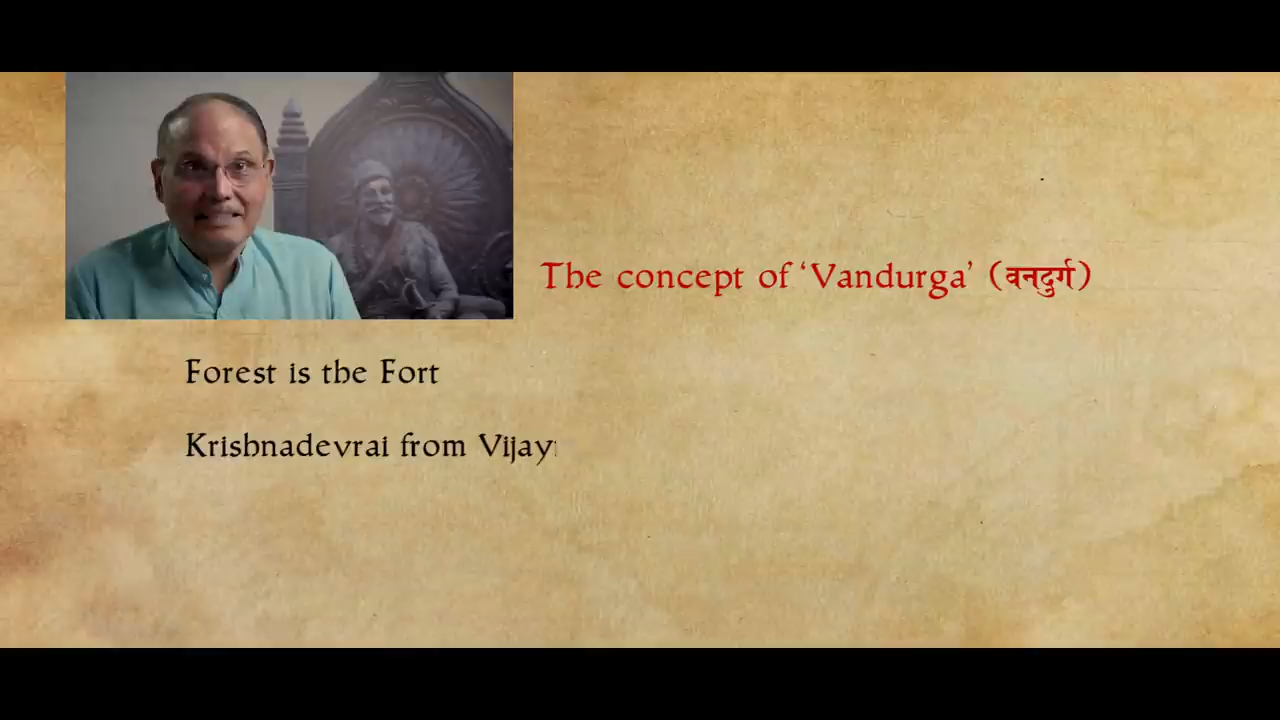 The concept of ‘Vandurga’ (वनदुर्ग)
Forest is the Fort
Krishnadevrai from Vijay